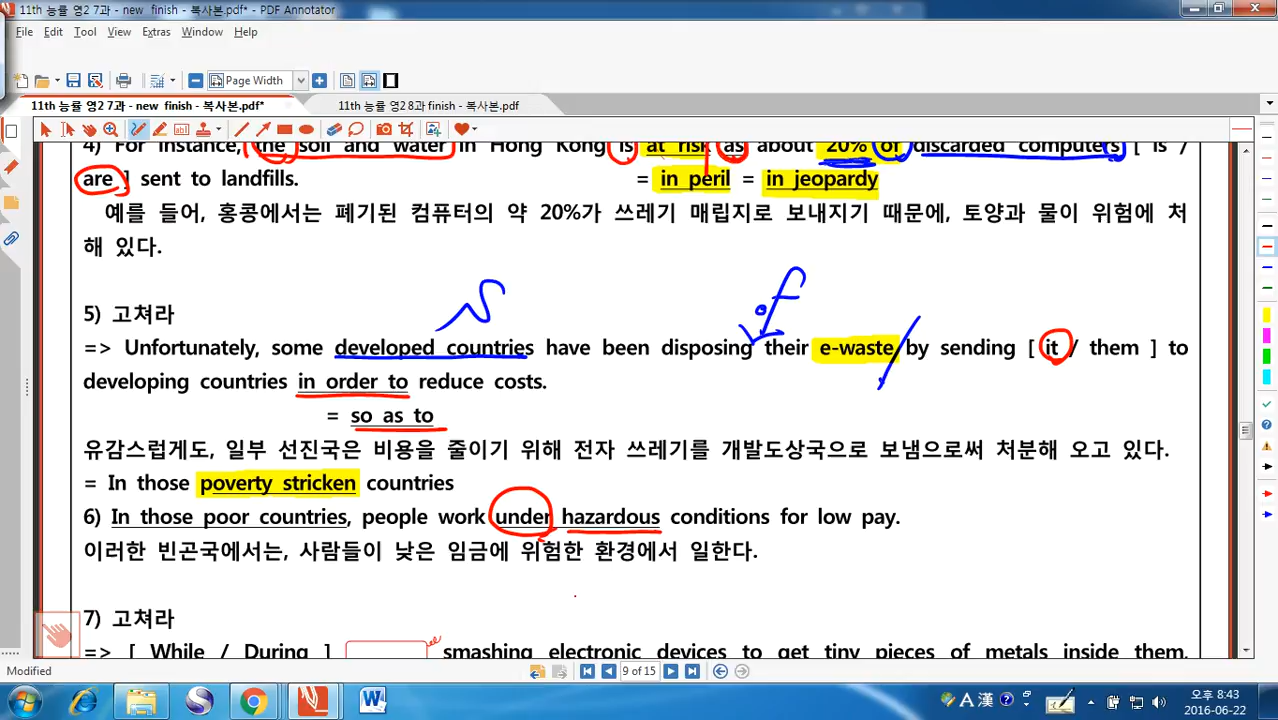 11th 능률 영2 7과 - new finish - 복사본.pdf* - PDF Annotator
File Edit Tool View Extras Window Help
Page Width
11th 능률 영2 7과 - new finish - 복사본.pdf* 11th 능률 영2 8과 finish - 복사본.pdf
4) For instance, [the soil and water in Hong Kong is at risk as about 20% of discarded computers [ is /
are ] sent to landfills. = in peril = in jeopardy
예를 들어, 홍콩에서는 폐기된 컴퓨터의 약 20%가 쓰레기 매립지로 보내지기 때문에, 토양과 물이 위험에 처
해 있다.
of
5) 고쳐라
=> Unfortunately, some developed countries have been disposing their e-waste by sending [ it / them ] to
developing countries in order to reduce costs.
= so as to
유감스럽게도, 일부 선진국은 비용을 줄이기 위해 전자 쓰레기를 개발도상국으로 보냄으로써 처분해 오고 있다.
= In those poverty stricken countries
6) In those poor countries, people work under hazardous conditions for low pay.
이러한 빈곤국에서는, 사람들이 낮은 임금에 위험한 환경에서 일한다.
7) 고쳐라
=> [ While / During ] smashing electronic devices to get tiny pieces of metals inside them,
Modified 9 of 15
A 漢 오후 8:43
2016-06-22